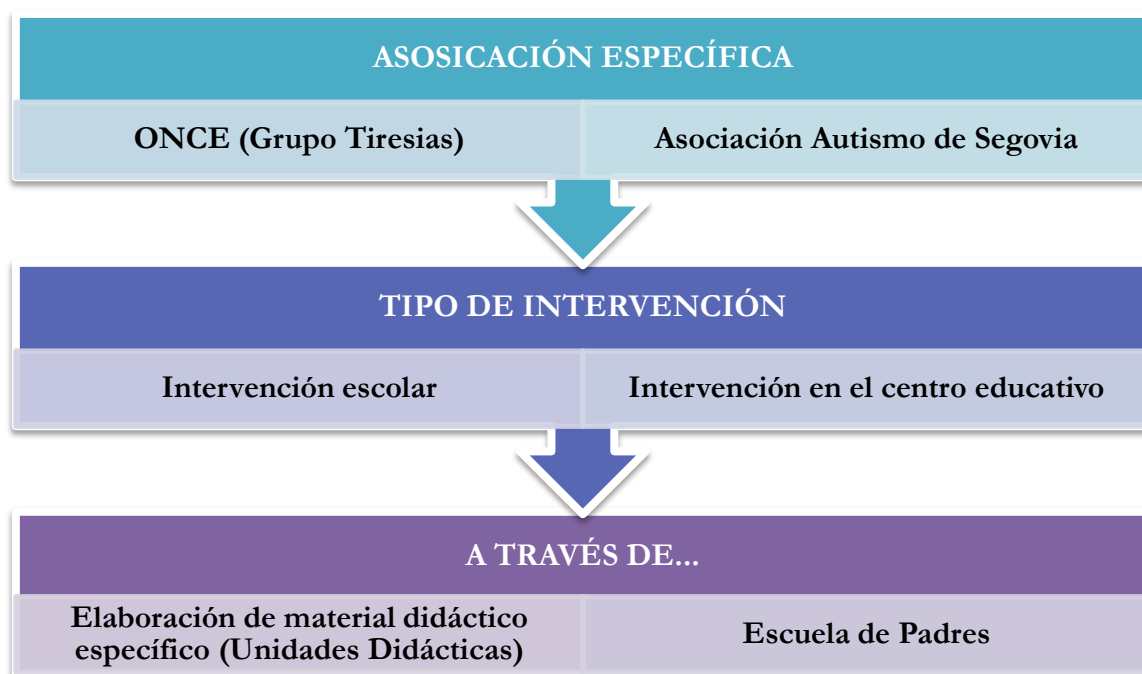 ASOSICACIÓN ESPECÍFICA
ONCE (Grupo Tiresias)
Asociación Autismo de Segovia
TIPO DE INTERVENCIÓN
Intervención escolar
Intervención en el centro educativo
A TRAVÉS DE...
Elaboración de material didáctico
específico (Unidades Didácticas)
Escuela de Padres